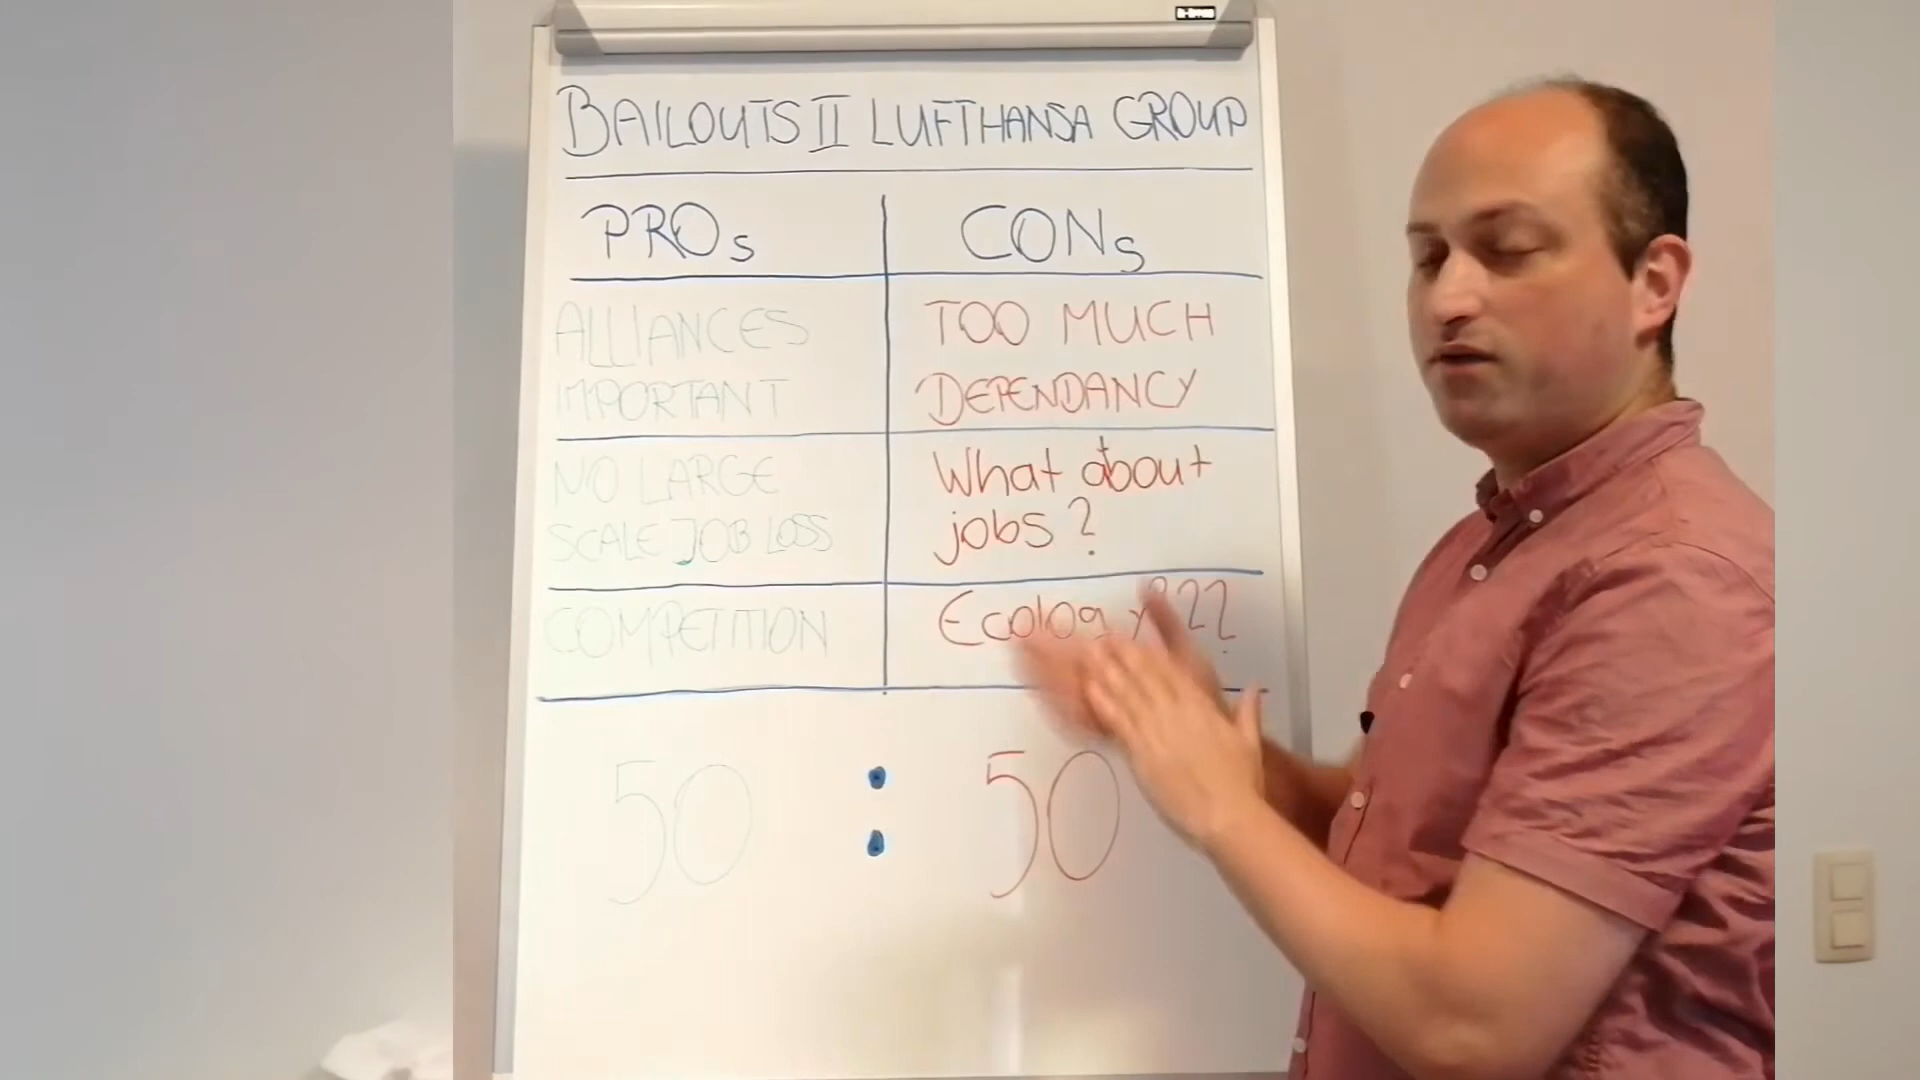 BAILOUTS II LUFTHANSA GROUP
PROs
CONs
ALLIANCES
IMPORTANT
TOO MUCH
DEPENDANCY
NO LARGE
SCALE JOB LOSS
What about
jobs?
COMPETITION
Ecology???
50 : 50